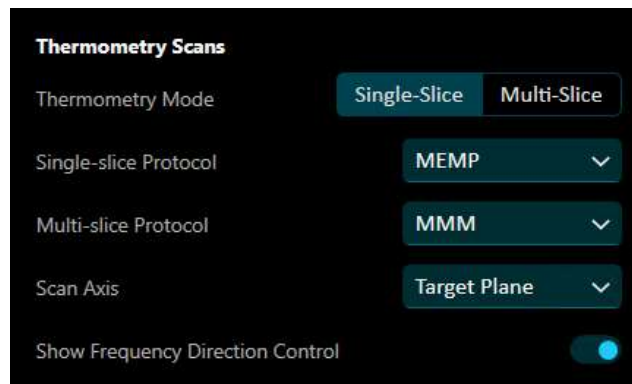 Thermometry Scans
Thermometry Mode Single-Slice Multi-Slice
Single-slice Protocol MEMP
Multi-slice Protocol MMM
Scan Axis Target Plane
Show Frequency Direction Control